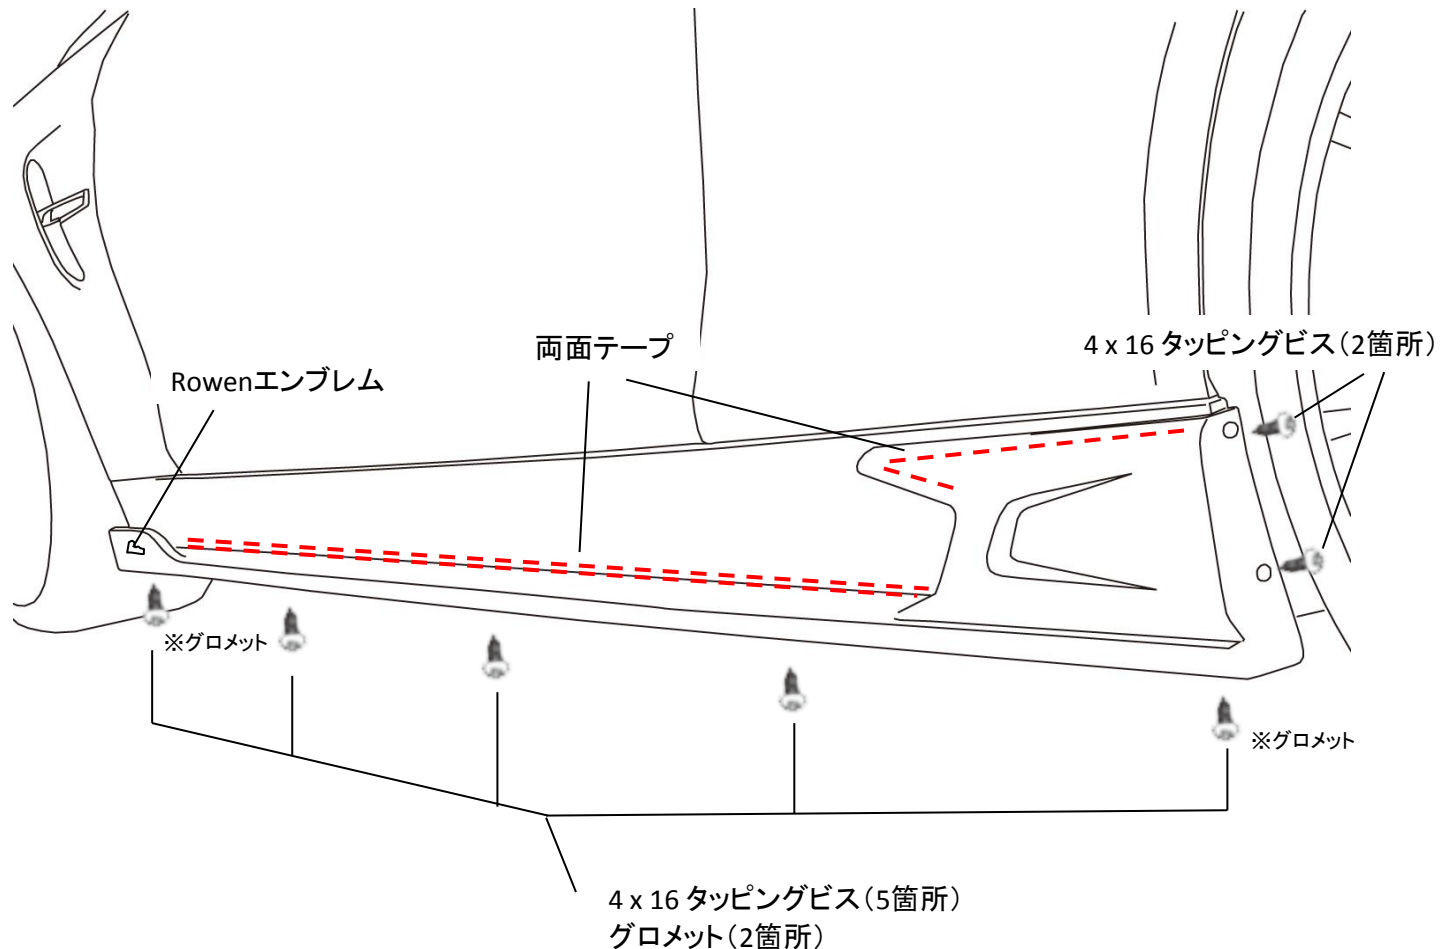 両面テープ
4 x 16 タッピングビス（2箇所）
Rowenエンブレム
※グロメット
※グロメット
4 x 16 タッピングビス（5箇所）
グロメット（2箇所）